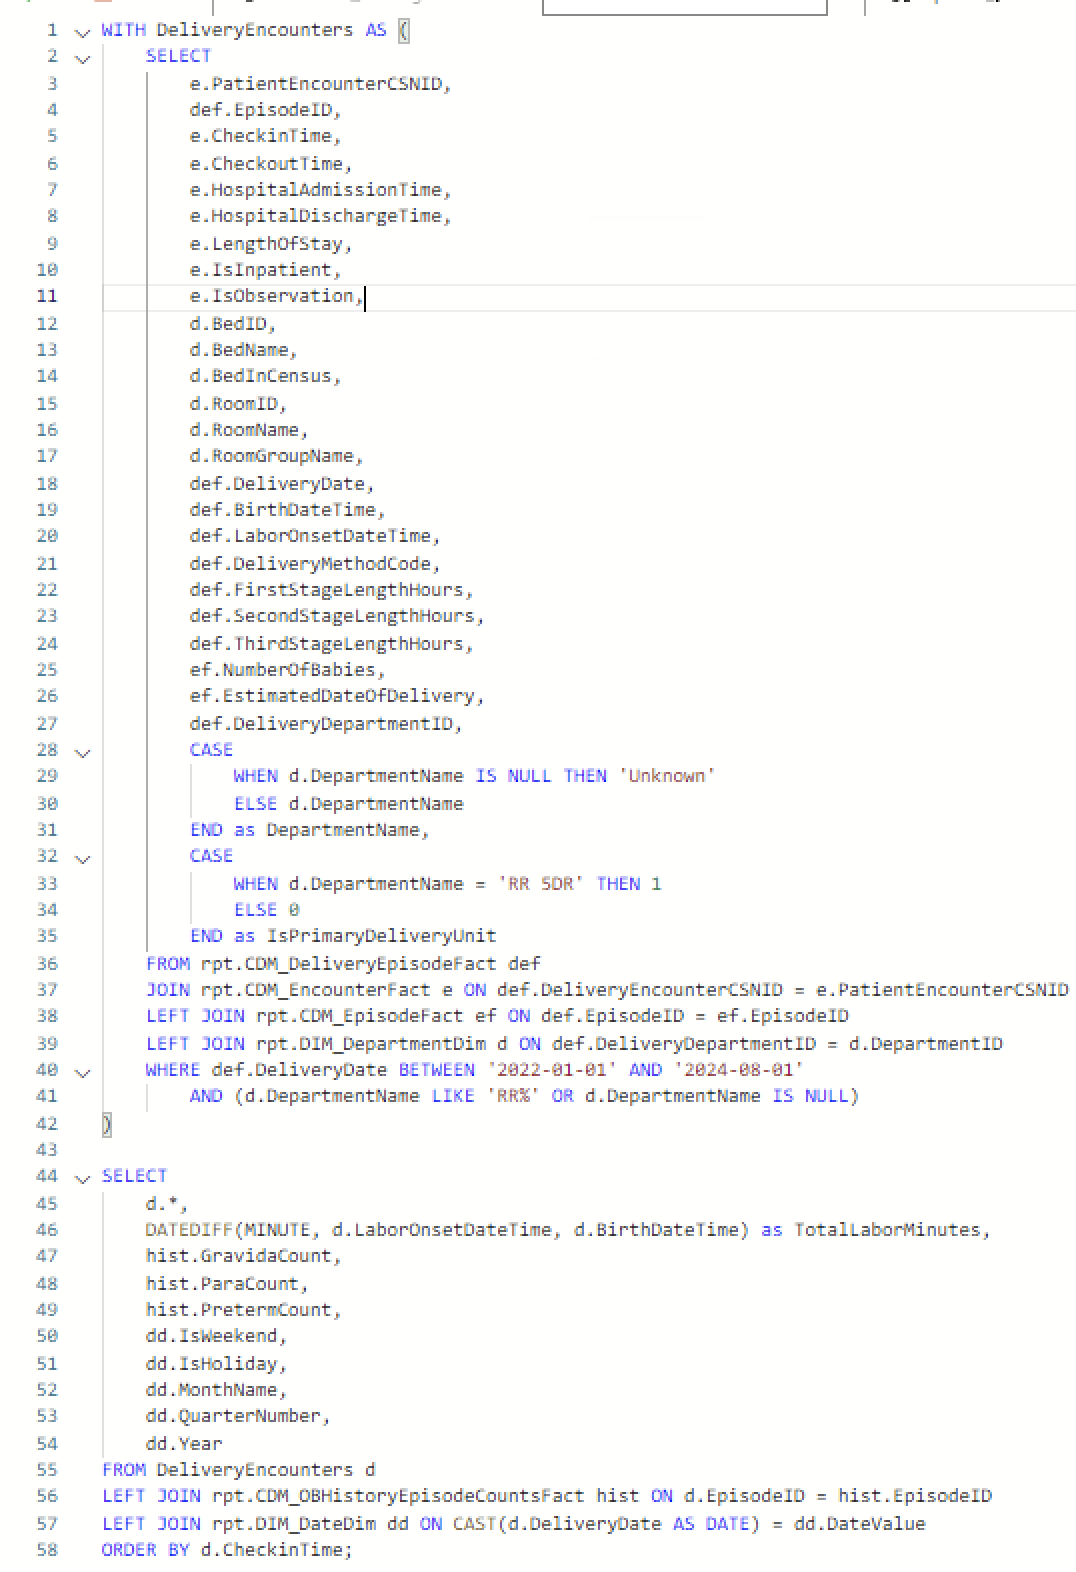 1 WITH DeliveryEncounters AS (
2     SELECT
3         e.PatientEncounterCSNID,
4         def.EpisodeID,
5         e.CheckinTime,
6         e.CheckoutTime,
7         e.HospitalAdmissionTime,
8         e.HospitalDischargeTime,
9         e.LengthOfStay,
10         e.IsInpatient,
11         e.IsObservation,
12         d.BedID,
13         d.BedName,
14         d.BedInCensus,
15         d.RoomID,
16         d.RoomName,
17         d.RoomGroupName,
18         def.DeliveryDate,
19         def.BirthDateTime,
20         def.LaborOnsetDateTime,
21         def.DeliveryMethodCode,
22         def.FirstStageLengthHours,
23         def.SecondStageLengthHours,
24         def.ThirdStageLengthHours,
25         ef.NumberOfBabies,
26         ef.EstimatedDateOfDelivery,
27         def.DeliveryDepartmentID,
28         CASE
29             WHEN d.DepartmentName IS NULL THEN 'Unknown'
30             ELSE d.DepartmentName
31         END as DepartmentName,
32         CASE
33             WHEN d.DepartmentName = 'RR 5DR' THEN 1
34             ELSE 0
35         END as IsPrimaryDeliveryUnit
36     FROM rpt.CDM_DeliveryEpisodeFact def
37     JOIN rpt.CDM_EncounterFact e ON def.DeliveryEncounterCSNID = e.PatientEncounterCSNID
38     LEFT JOIN rpt.CDM_EpisodeFact ef ON def.EpisodeID = ef.EpisodeID
39     LEFT JOIN rpt.DIM_DepartmentDim d ON def.DeliveryDepartmentID = d.DepartmentID
40     WHERE def.DeliveryDate BETWEEN '2022-01-01' AND '2024-08-01'
41         AND (d.DepartmentName LIKE 'RR%' OR d.DepartmentName IS NULL)
42 )
43
44 SELECT
45     d.*,
46     DATEDIFF(MINUTE, d.LaborOnsetDateTime, d.BirthDateTime) as TotalLaborMinutes,
47     hist.GravidaCount,
48     hist.ParaCount,
49     hist.PretermCount,
50     dd.IsWeekend,
51     dd.IsHoliday,
52     dd.MonthName,
53     dd.QuarterNumber,
54     dd.Year
55 FROM DeliveryEncounters d
56 LEFT JOIN rpt.CDM_OBHistoryEpisodeCountsFact hist ON d.EpisodeID = hist.EpisodeID
57 LEFT JOIN rpt.DIM_DateDim dd ON CAST(d.DeliveryDate AS DATE) = dd.DateValue
58 ORDER BY d.CheckinTime;